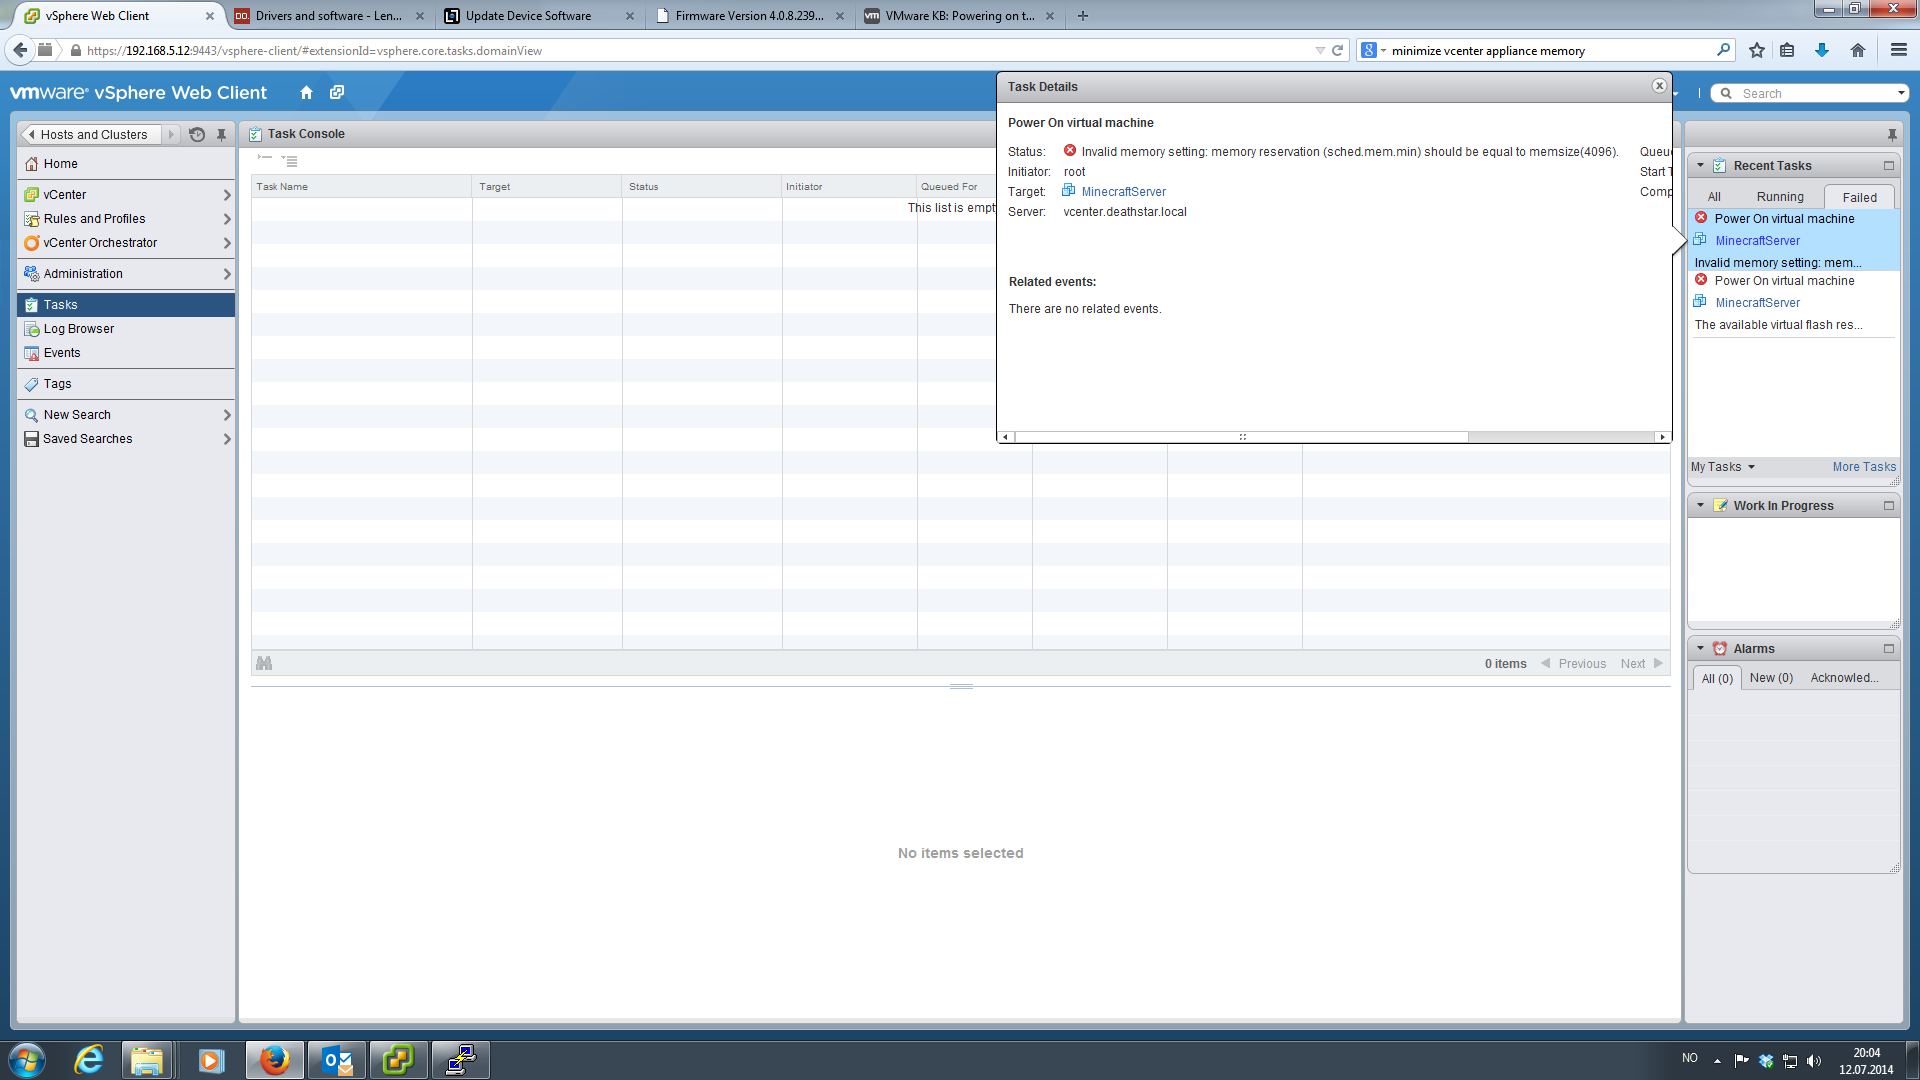 vSphere Web Client
Drivers and software - Len...
Update Device Software
Firmware Version 4.0.8.239...
VMware KB: Powering on t...
https://192.168.5.12:9443/vsphere-client/#extensionId=vsphere.core.tasks.domainView
minimize vcenter appliance memory
vmware vSphere Web Client
Search
Hosts and Clusters
Home
vCenter
Rules and Profiles
vCenter Orchestrator
Administration
Tasks
Log Browser
Events
Tags
New Search
Saved Searches
Task Console
Task Name Target Status Initiator Queued For
This list is empt
0 items Previous Next
No items selected
Task Details
Power On virtual machine
Status: Invalid memory setting: memory reservation (sched.mem.min) should be equal to memsize(4096). Queue
Initiator: root Start T
Target: MinecraftServer Comp
Server: vcenter.deathstar.local
Related events:
There are no related events.
Recent Tasks
All Running Failed
Power On virtual machine
MinecraftServer
Invalid memory setting: mem...
Power On virtual machine
MinecraftServer
The available virtual flash res...
My Tasks More Tasks
Work In Progress
Alarms
All (0) New (0) Acknowled...
NO
20:04
12.07.2014